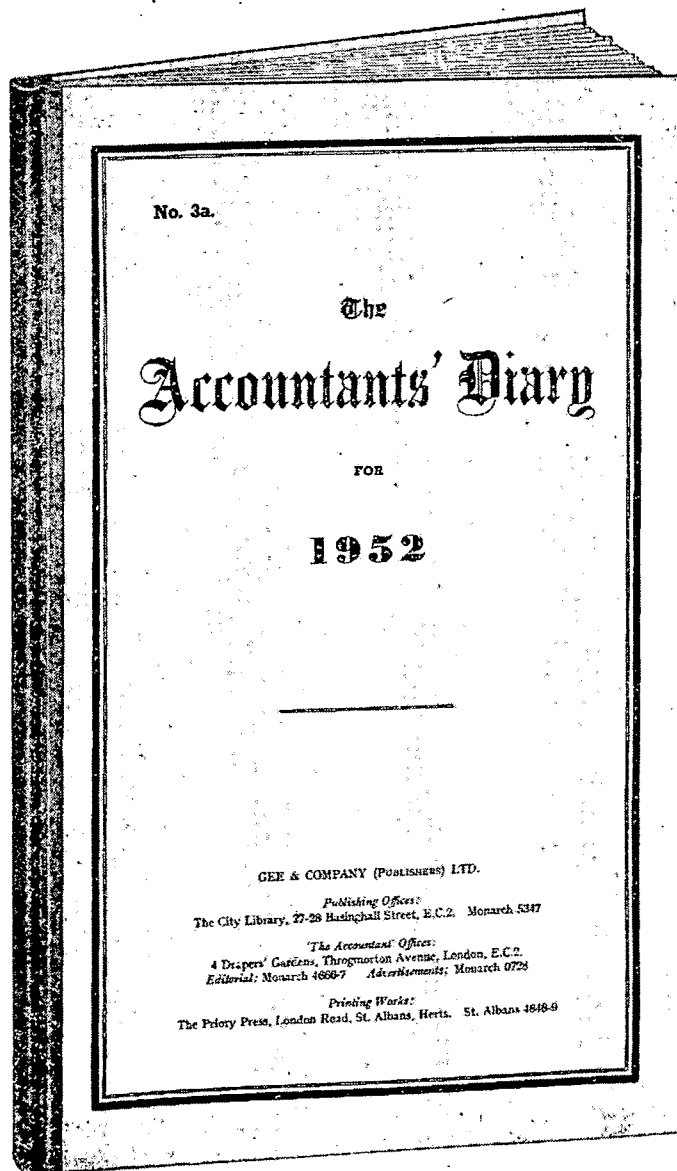 No. 3a.
The
Accountants' Diary
FOR
1952
GEE & COMPANY (PUBLISHERS) LTD.
Publishing Offices:
The City Library, 27-28 Basinghall Street, E.C.2. Monarch 5347
'The Accountant' Offices:
4 Drapers' Gardens, Throgmorton Avenue, London, E.C.2.
Editorial: Monarch 4666-7 Advertisements: Monarch 0728
Printing Works:
The Priory Press, London Road, St. Albans, Herts. St. Albans 4848-9